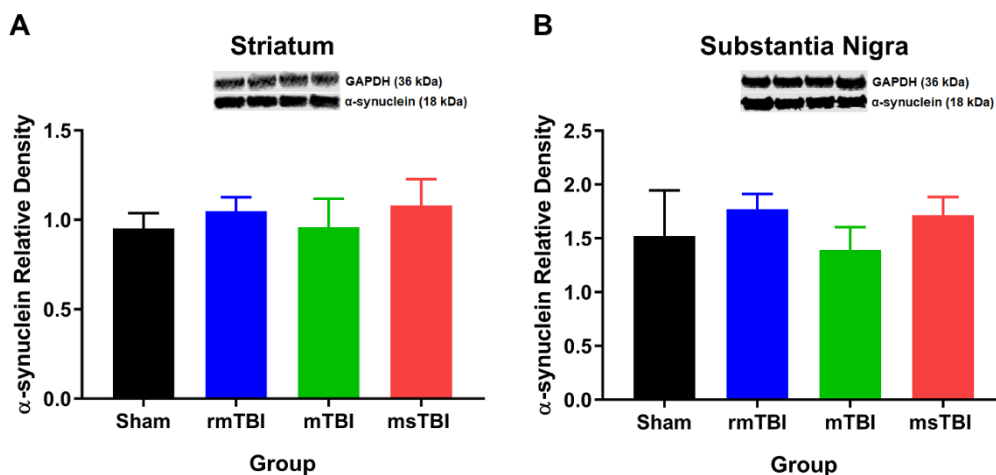 A
Striatum
GAPDH (36 kDa)
α-synuclein (18 kDa)
α-synuclein Relative Density
1.5
1.0
0.5
0.0
Sham rmTBI mTBI msTBI
Group
B
Substantia Nigra
GAPDH (36 kDa)
α-synuclein (18 kDa)
α-synuclein Relative Density
2.5
2.0
1.5
1.0
0.5
0.0
Sham rmTBI mTBI msTBI
Group